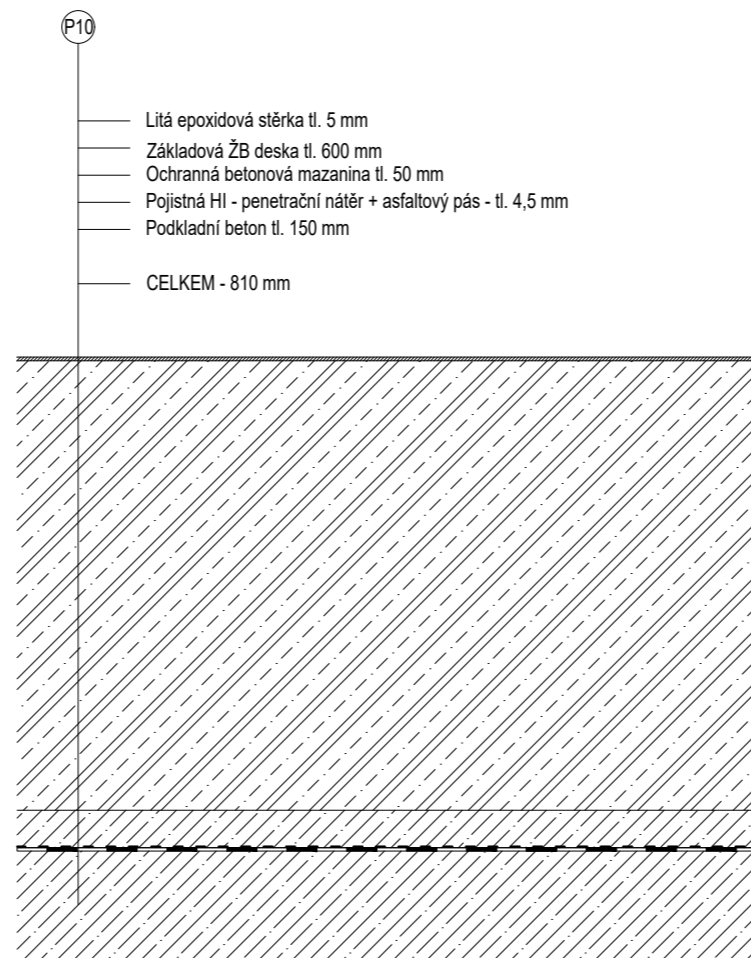 P10
Litá epoxidová stěrka tl. 5 mm
Základová ŽB deska tl. 600 mm
Ochranná betonová mazanina tl. 50 mm
Pojistná HI - penetrační nátěr + asfaltový pás - tl. 4,5 mm
Podkladní beton tl. 150 mm
CELKEM - 810 mm